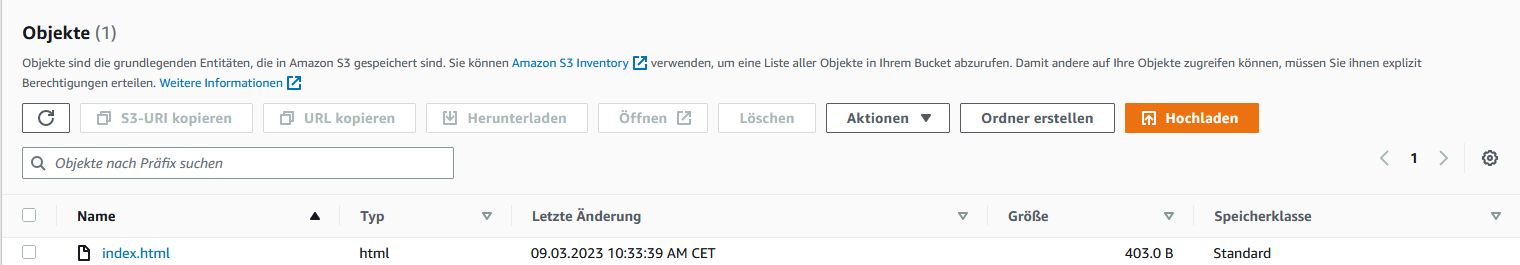 Objekte (1)
Objekte sind die grundlegenden Entitäten, die in Amazon S3 gespeichert sind. Sie können Amazon S3 Inventory verwenden, um eine Liste aller Objekte in Ihrem Bucket abzurufen. Damit andere auf Ihre Objekte zugreifen können, müssen Sie ihnen explizit
Berechtigungen erteilen. Weitere Informationen
S3-URI kopieren URL kopieren Herunterladen Öffnen Löschen Aktionen Ordner erstellen Hochladen
Objekte nach Präfix suchen 1
Name Typ Letzte Änderung Größe Speicherklasse
index.html html 09.03.2023 10:33:39 AM CET 403.0 B Standard